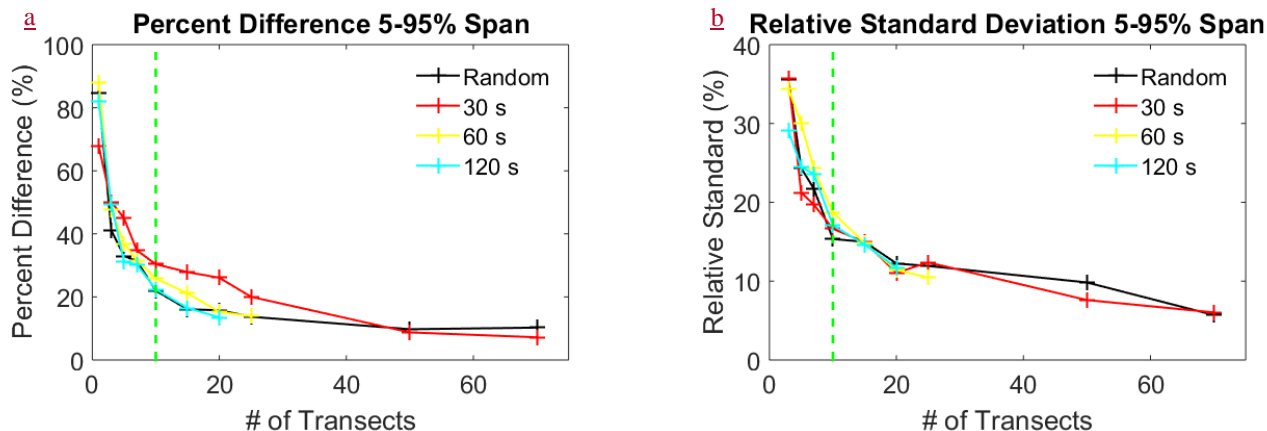 a
Percent Difference 5-95% Span
100
80
60
40
20
0
Percent Difference (%)
Random
30 s
60 s
120 s
0
20
40
60
# of Transects
b
Relative Standard Deviation 5-95% Span
40
30
20
10
0
Relative Standard (%)
Random
30 s
60 s
120 s
0
20
40
60
# of Transects